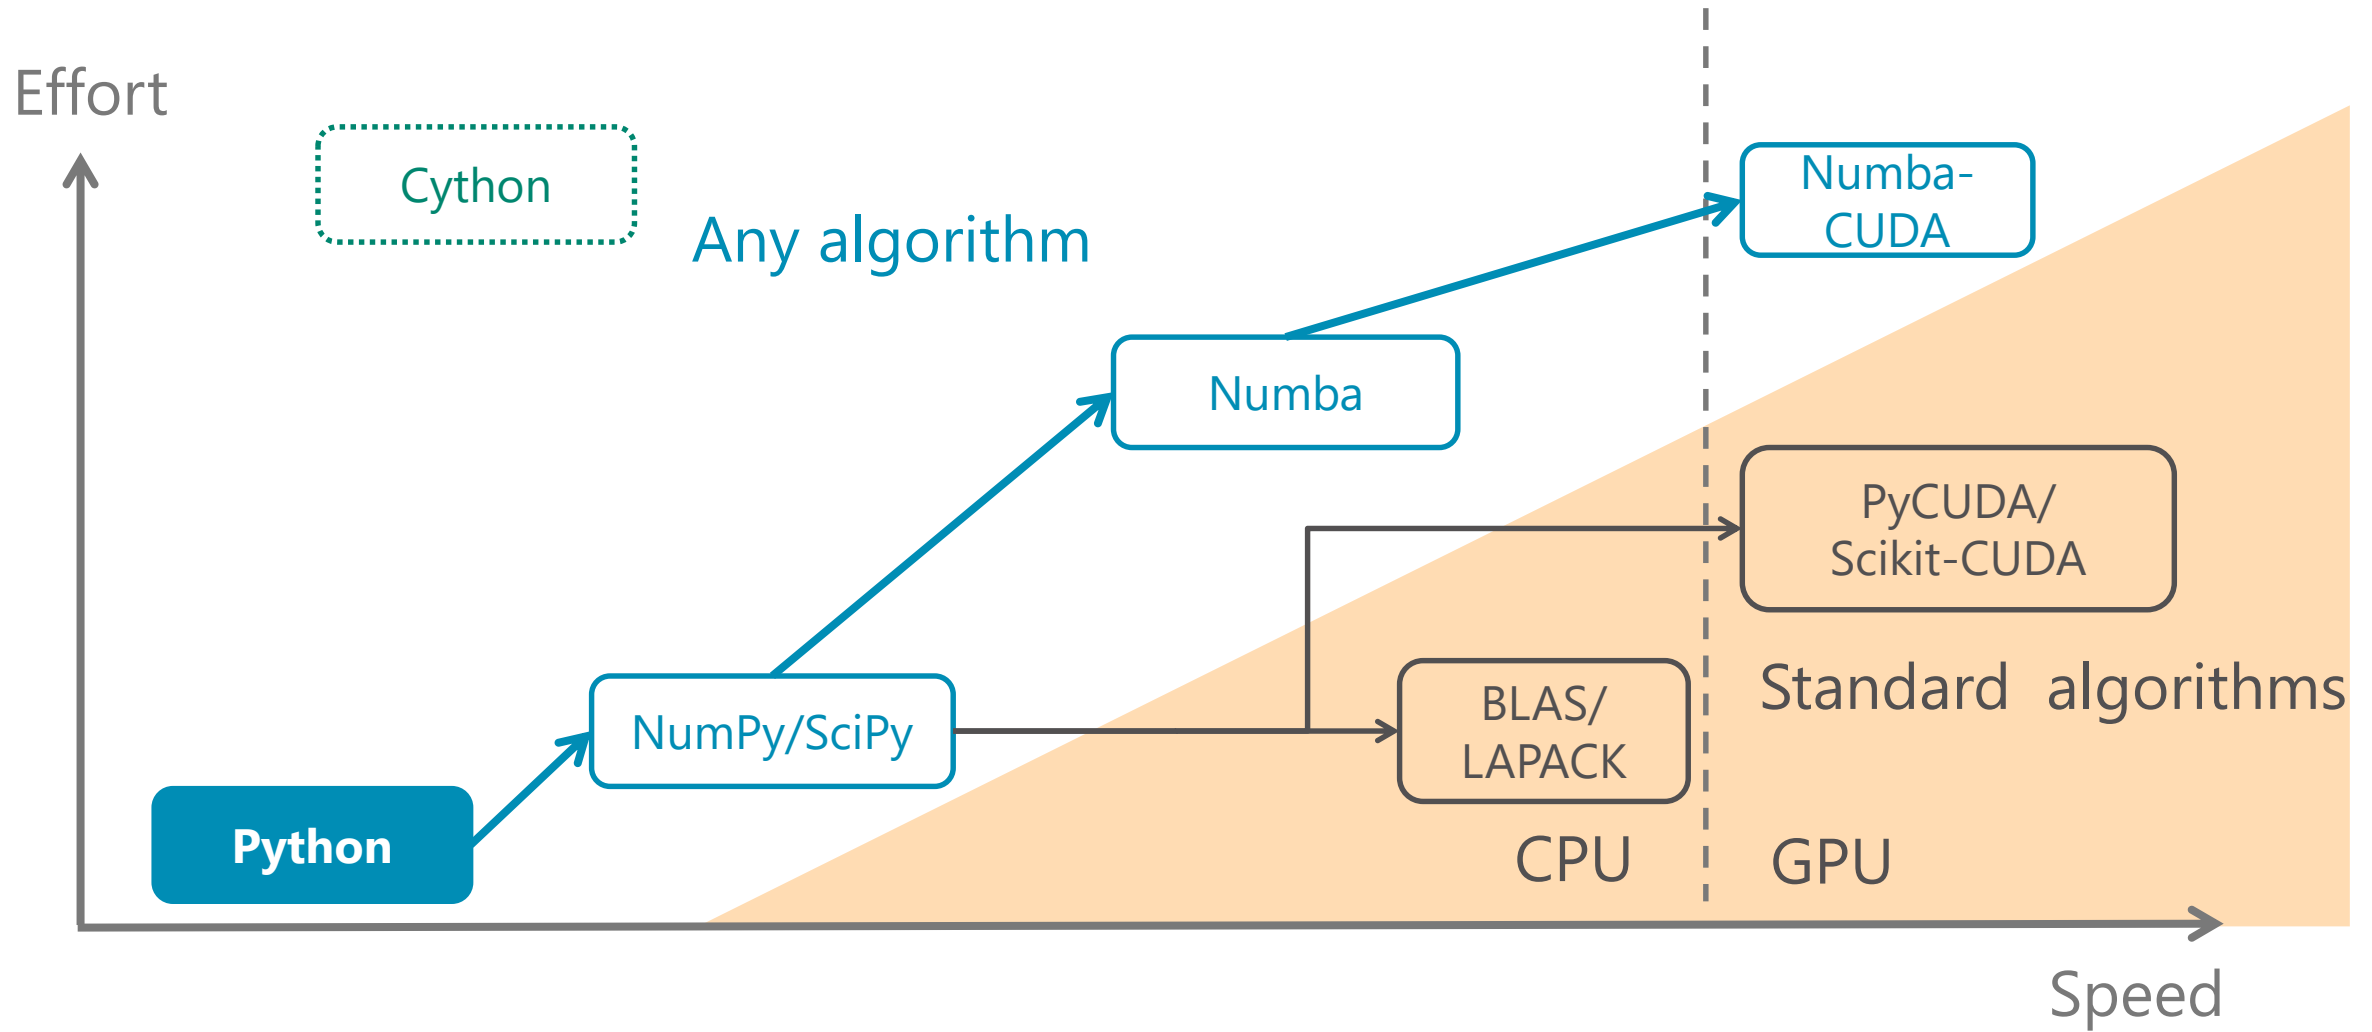 Effort
Cython
Any algorithm
Numba-
CUDA
Numba
PyCUDA/
Scikit-CUDA
NumPy/SciPy
BLAS/
LAPACK
Standard algorithms
Python
CPU
GPU
Speed